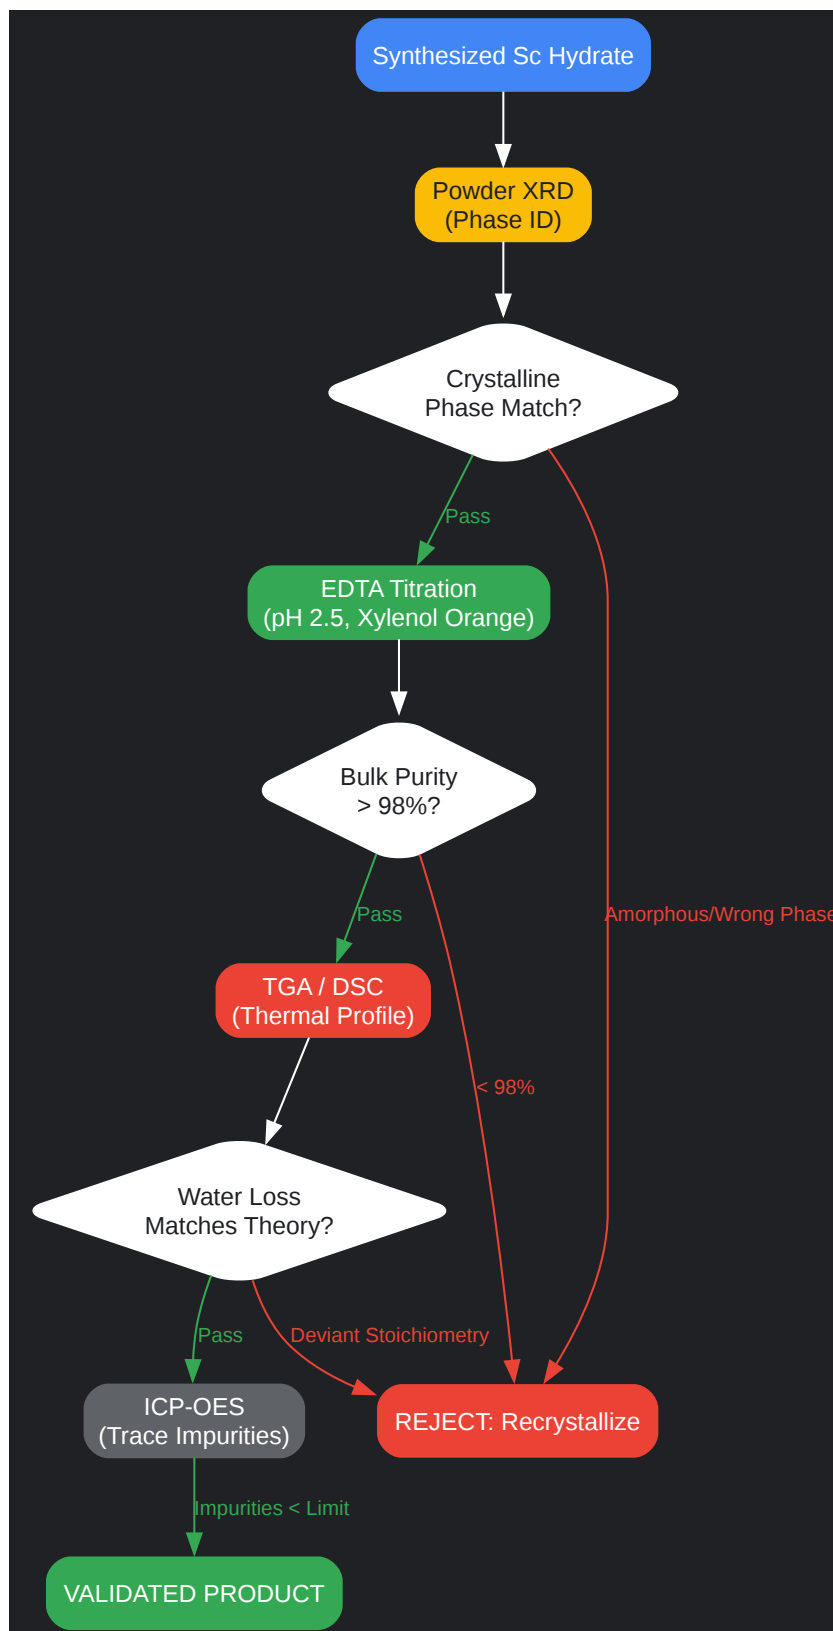 Synthesized Sc Hydrate
Powder XRD
(Phase ID)
Crystalline
Phase Match?
Pass
EDTA Titration
(pH 2.5, Xylenol Orange)
Bulk Purity
> 98%?
Pass
Amorphous/Wrong Phase
TGA / DSC
(Thermal Profile)
< 98%
Water Loss
Matches Theory?
Pass
Deviant Stoichiometry
ICP-OES
(Trace Impurities)
REJECT: Recrystallize
Impurities < Limit
VALIDATED PRODUCT